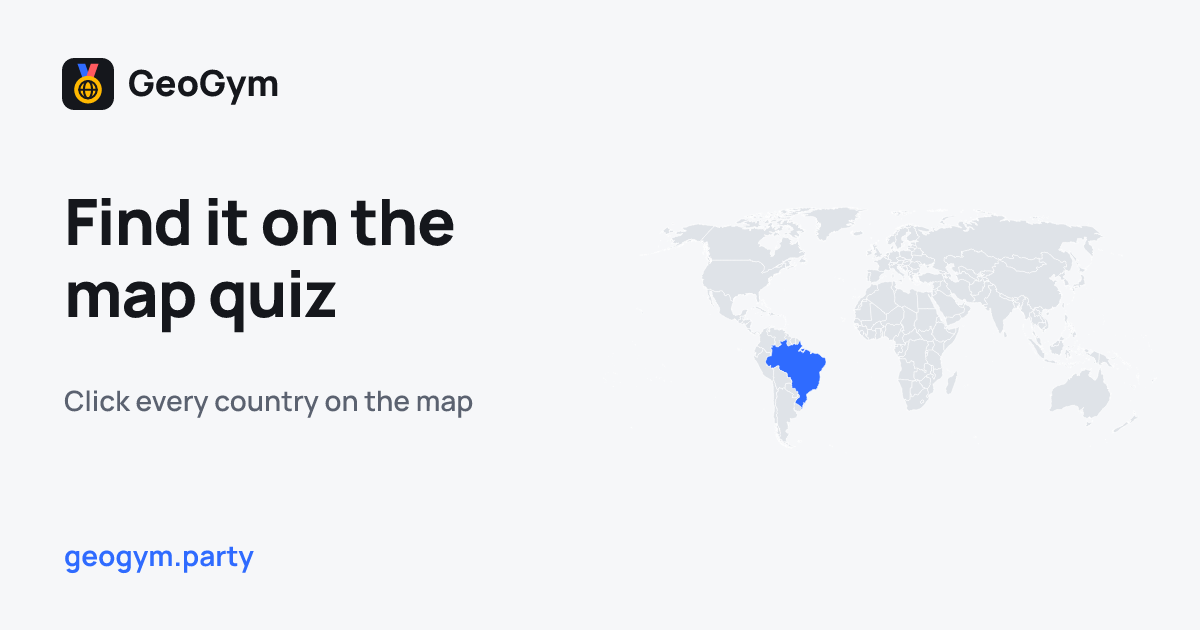 GeoGym
Find it on the
map quiz
Click every country on the map
geogym.party